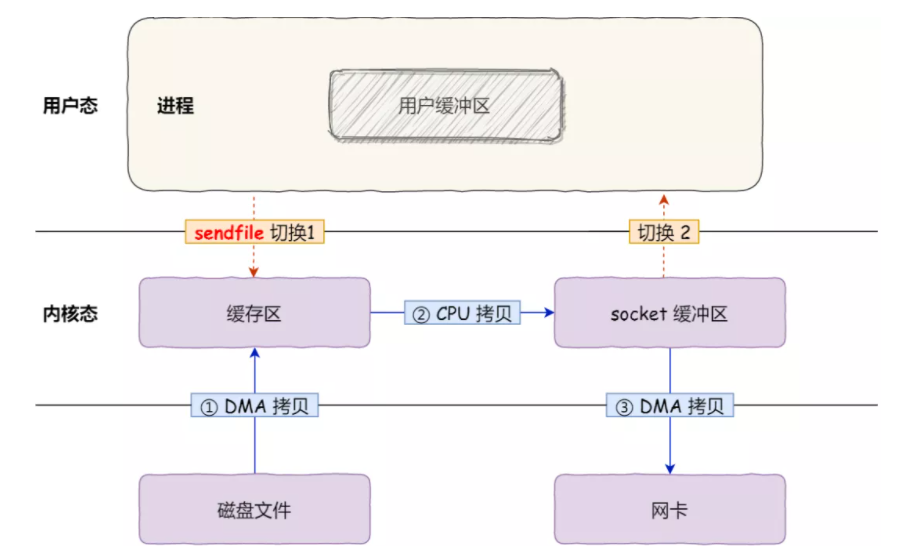 用户态
进程
用户缓冲区
sendfile 切换1
切换 2
内核态
缓存区
② CPU 拷贝
socket 缓冲区
① DMA 拷贝
③ DMA 拷贝
磁盘文件
网卡